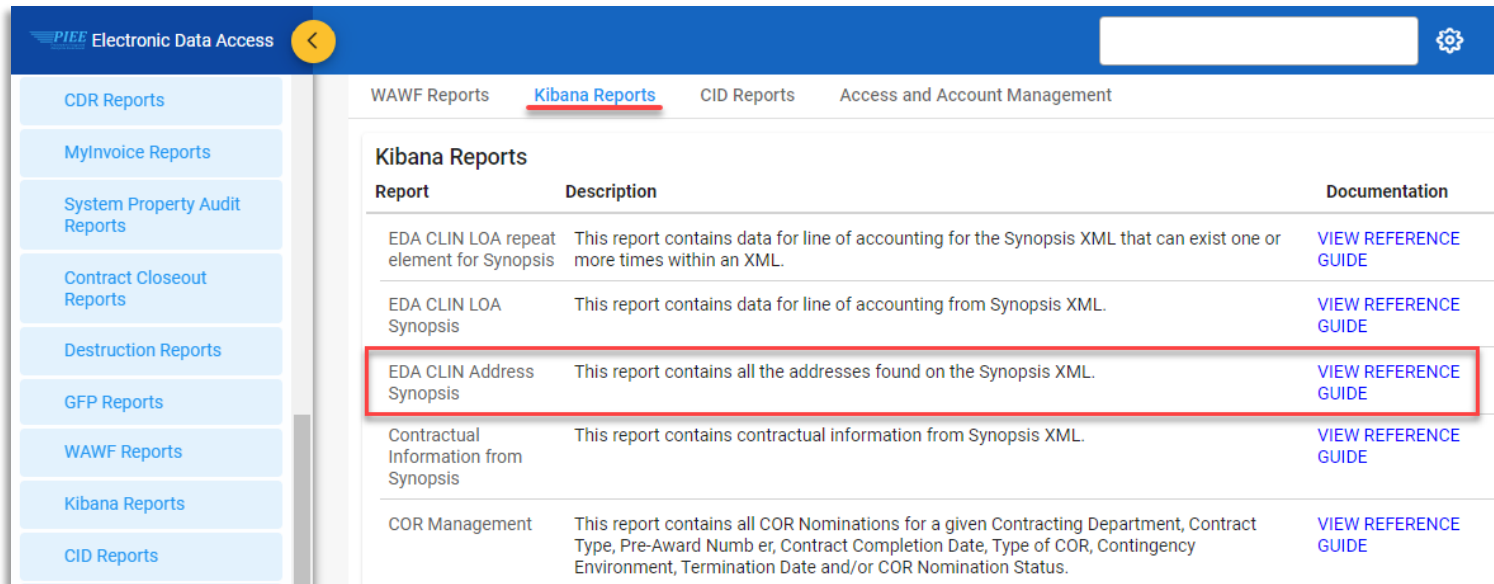 PIEE Electronic Data Access
CDR Reports
MyInvoice Reports
System Property Audit
Reports
Contract Closeout
Reports
Destruction Reports
GFP Reports
WAWF Reports
Kibana Reports
CID Reports
WAWF Reports Kibana Reports CID Reports Access and Account Management
Kibana Reports
Report Description Documentation
EDA CLIN LOA repeat This report contains data for line of accounting for the Synopsis XML that can exist one or VIEW REFERENCE
element for Synopsis more times within an XML. GUIDE
EDA CLIN LOA This report contains data for line of accounting from Synopsis XML. VIEW REFERENCE
Synopsis GUIDE
EDA CLIN Address This report contains all the addresses found on the Synopsis XML. VIEW REFERENCE
Synopsis GUIDE
Contractual This report contains contractual information from Synopsis XML. VIEW REFERENCE
Information from GUIDE
Synopsis
COR Management This report contains all COR Nominations for a given Contracting Department, Contract VIEW REFERENCE
Type, Pre-Award Numb er, Contract Completion Date, Type of COR, Contingency GUIDE
Environment, Termination Date and/or COR Nomination Status.